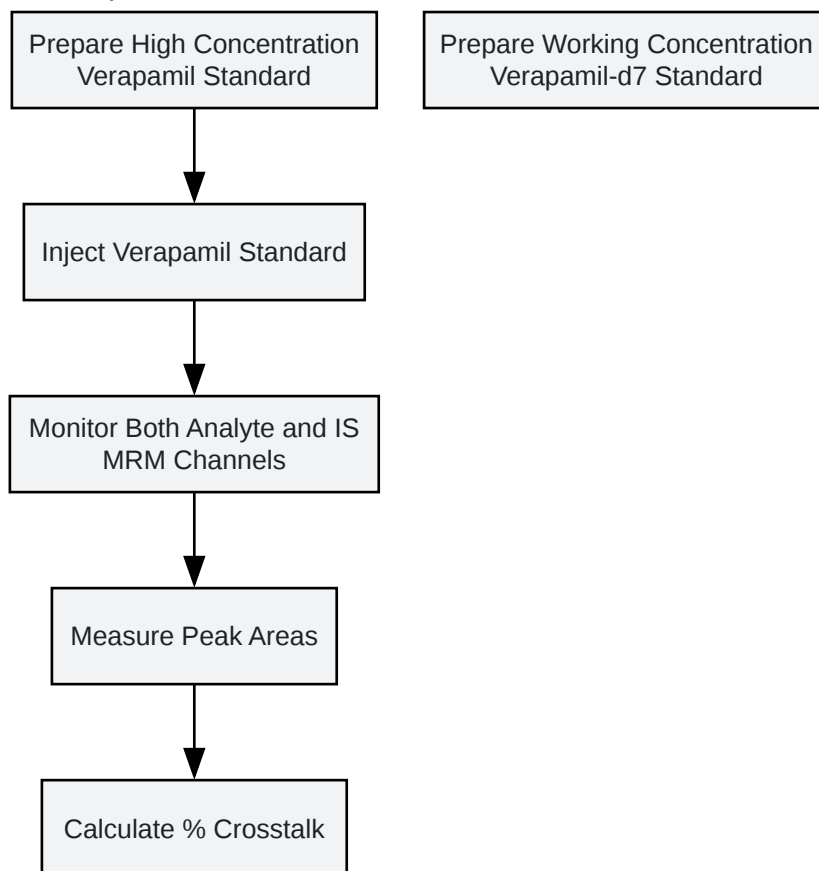 Prepare High Concentration
Verapamil Standard
Prepare Working Concentration
Verapamil-d7 Standard
Inject Verapamil Standard
Monitor Both Analyte and IS
MRM Channels
Measure Peak Areas
Calculate % Crosstalk